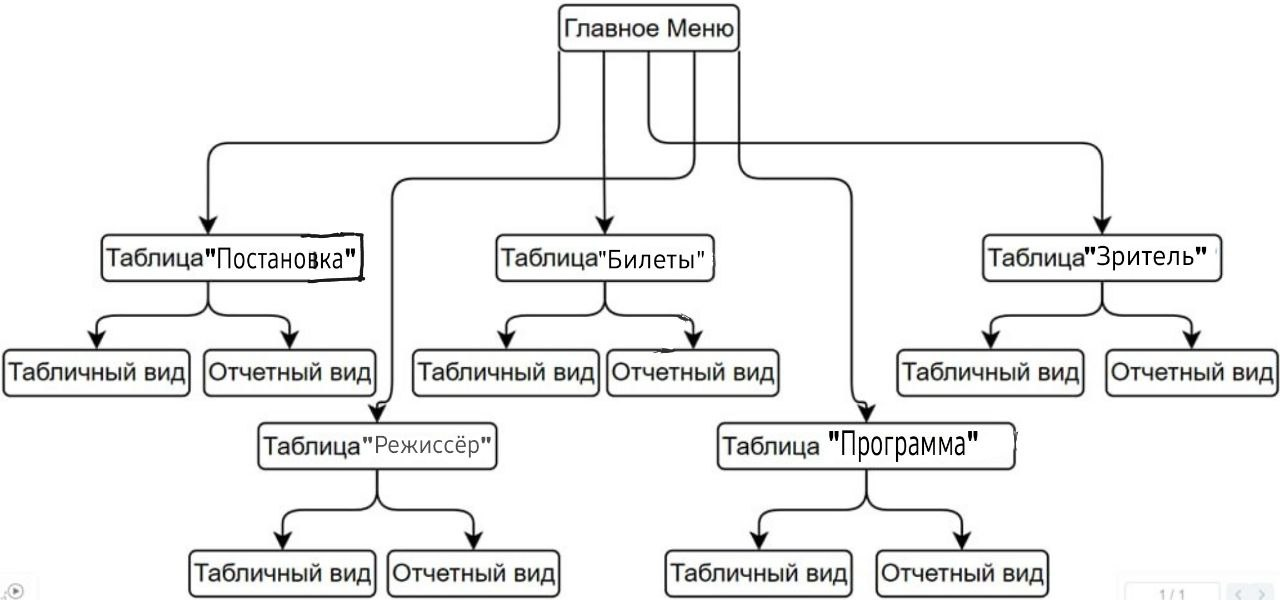 Главное Меню
Таблица"Постановка"
Таблица"Билеты"
Таблица"Зритель"
Табличный вид
Отчетный вид
Табличный вид
Отчетный вид
Табличный вид
Отчетный вид
Таблица"Режиссёр"
Таблица "Программа"
Табличный вид
Отчетный вид
Табличный вид
Отчетный вид
1/1